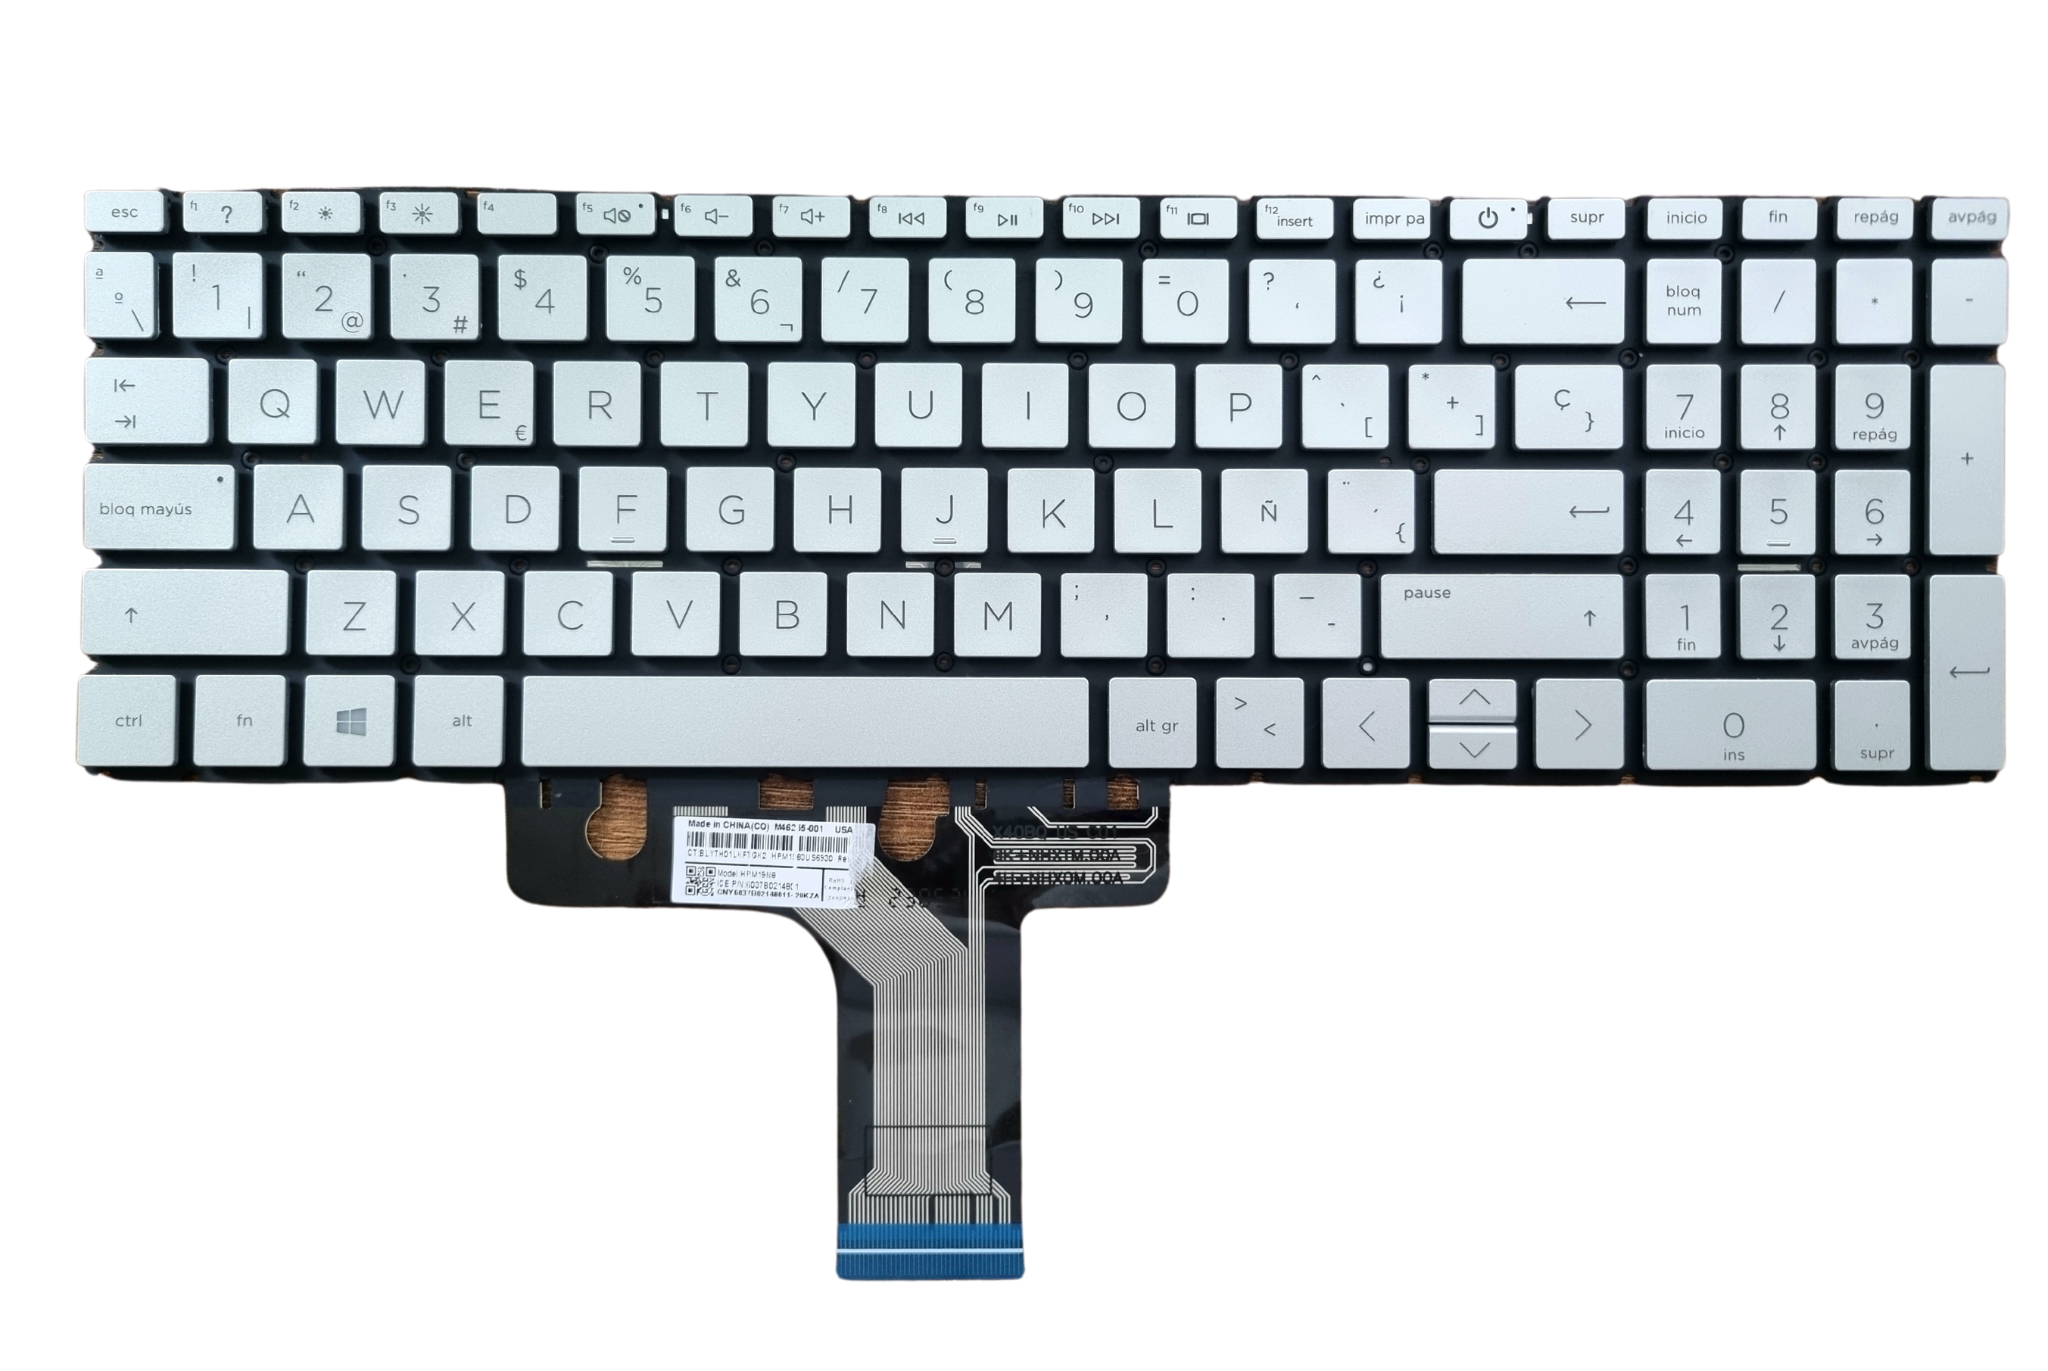 esc f1 ? f2 f3 f4 f5 f6 f7 f8 f9 f10 f11 f12 insert impr pa supr inicio fin repág avpág
ª º \ ! 1 | “ 2 @ · 3 # $ 4 % 5 & 6 ¬ / 7 ( 8 ) 9 = 0 ? ‘ ¿ ¡ ← bloq num / * -
Q W E € R T Y U I O P ^ ` [ * + ] Ç } 7 inicio 8 ↑ 9 repág +
bloq mayús A S D F G H J K L Ñ ¨ ´ { 4 ← 5 6 →
↑ Z X C V B N M ; , : . _ - pause ↑ 1 fin 2 ↓ 3 avpág
ctrl fn alt alt gr > < 0 ins . supr
Made in CHINA(CQ) USA
Model HPM19N6